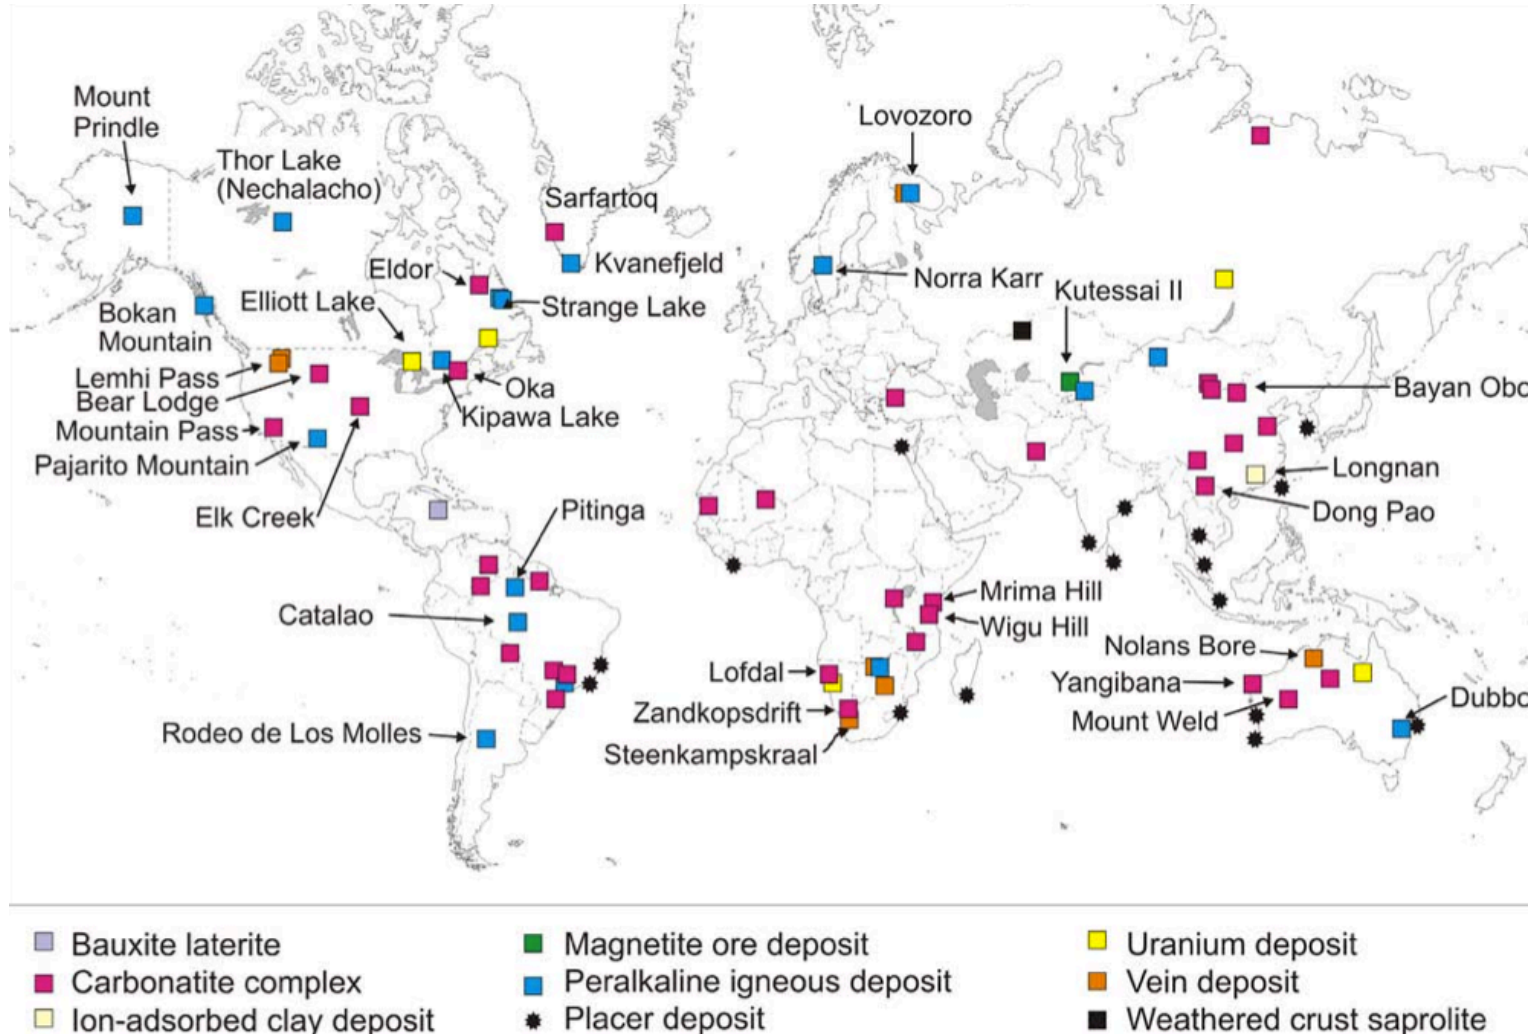 Mount
Prindle
Thor Lake
(Nechalacho)
Lovozoro
Sarfartoq
Eldor
Kvanefjeld
Norra Karr
Kutessai II
Elliott Lake
Strange Lake
Bokan
Mountain
Lemhi Pass
Bear Lodge
Oka
Kipawa Lake
Bayan Obo
Mountain Pass
Pajarito Mountain
Longnan
Elk Creek
Pitinga
Dong Pao
Mrima Hill
Catalao
Wigu Hill
Nolans Bore
Lofdal
Yangibana
Dubbo
Zandkopsdrift
Mount Weld
Rodeo de Los Molles
Steenkampskraal
Bauxite laterite
Carbonatite complex
Ion-adsorbed clay deposit
Magnetite ore deposit
Peralkaline igneous deposit
Placer deposit
Uranium deposit
Vein deposit
Weathered crust saprolite